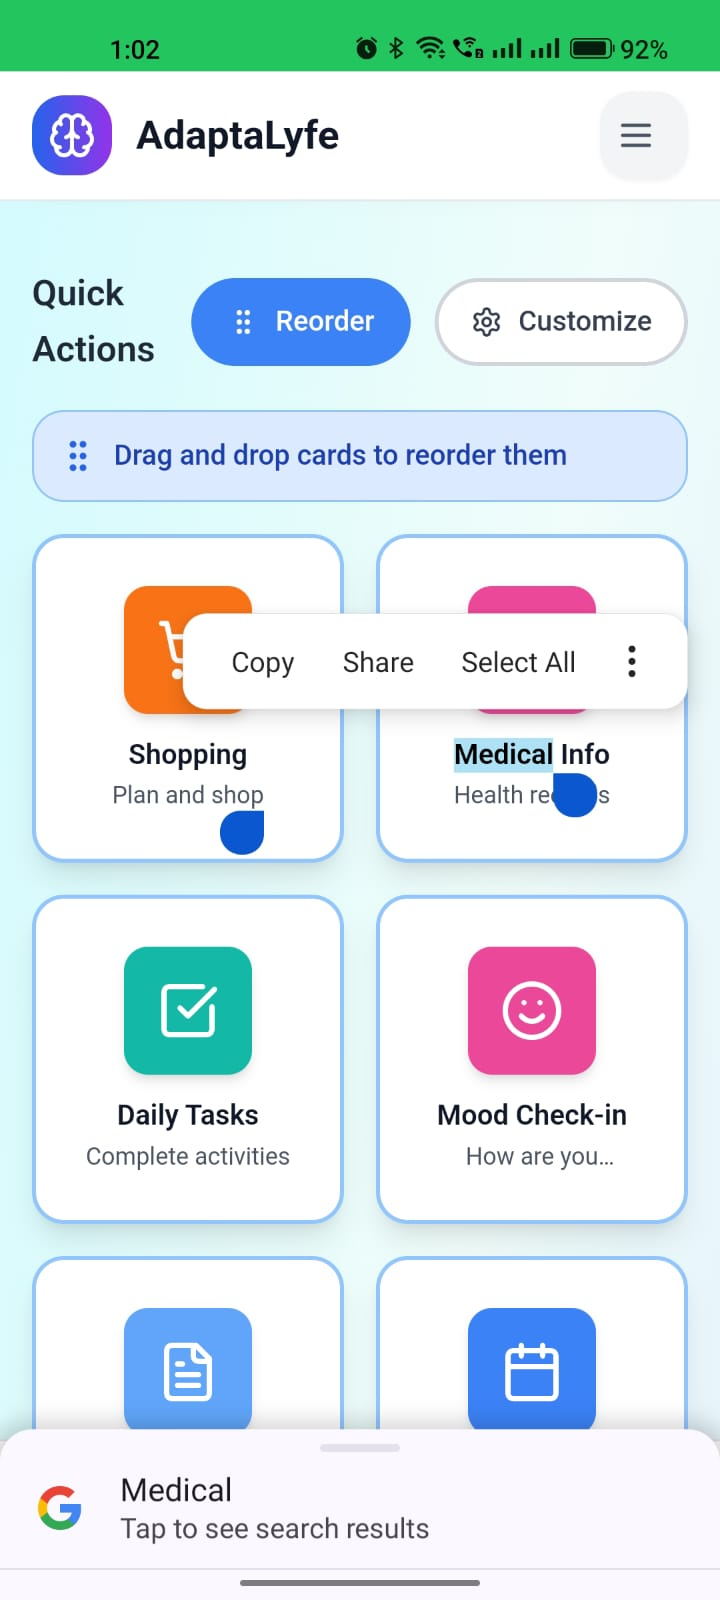 1:02
92%
AdaptaLyfe
Quick
Actions
Reorder
Customize
Drag and drop cards to reorder them
Copy
Share
Select All
Shopping
Plan and shop
Medical Info
Health
Daily Tasks
Complete activities
Mood Check-in
How are you...
Medical
Tap to see search results